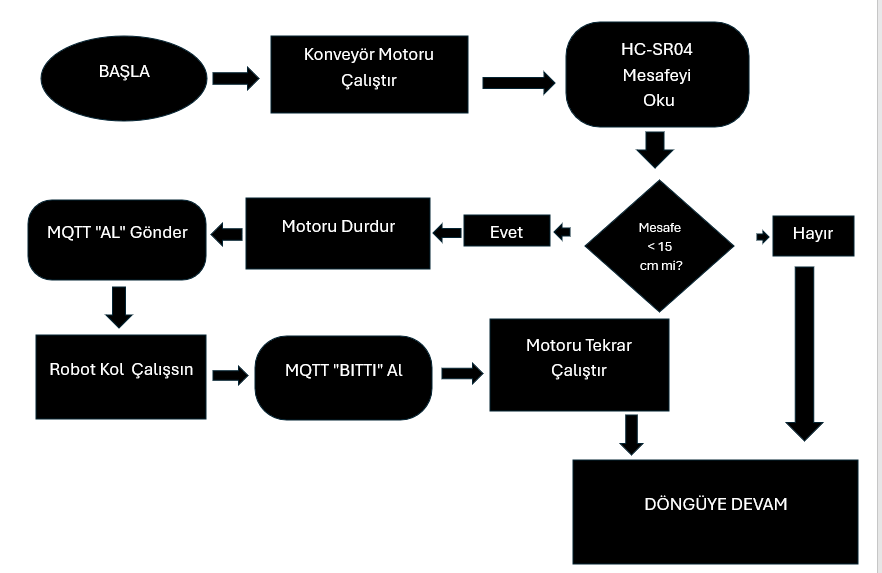 BAŞLA
Konveyör Motoru
Çalıştır
HC-SR04
Mesafeyi
Oku
Mesafe
< 15
cm mi?
Hayır
Evet
Motoru Durdur
MQTT "AL" Gönder
Robot Kol  Çalışsın
MQTT "BITTI" Al
Motoru Tekrar
Çalıştır
DÖNGÜYE DEVAM